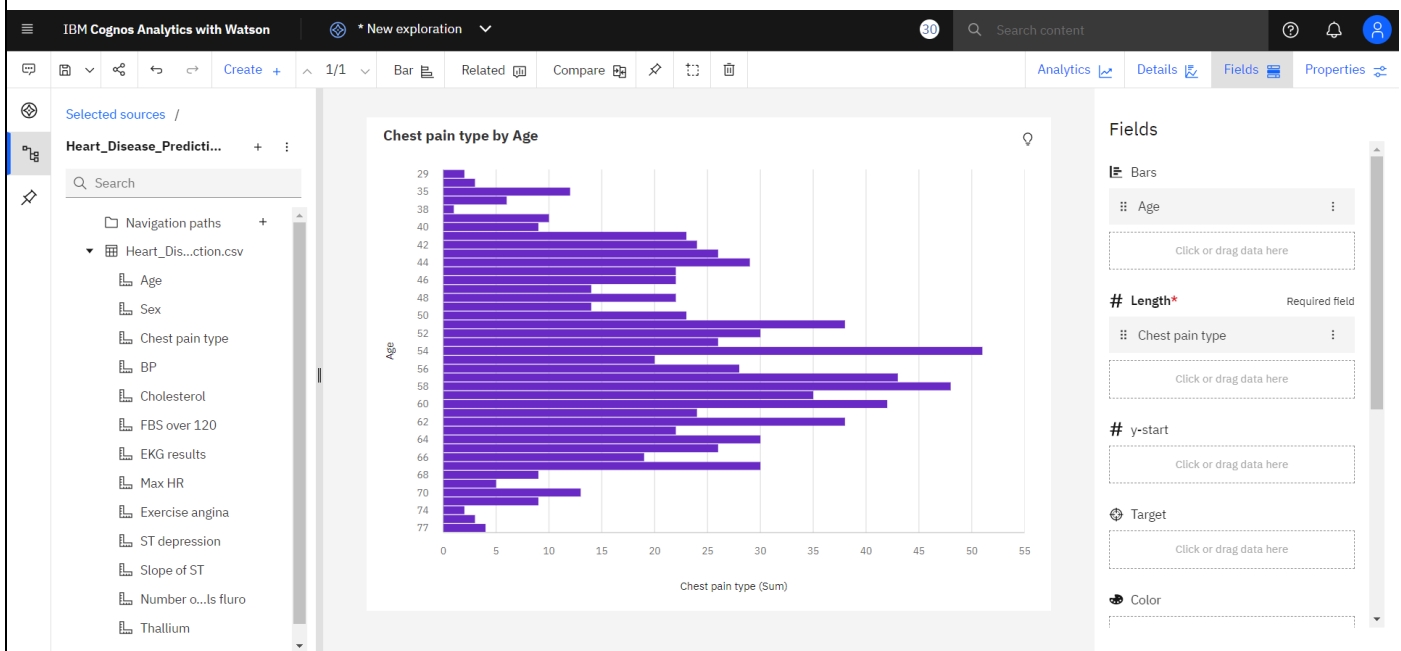 IBM Cognos Analytics with Watson
* New exploration
30
Search content
Create +
1/1
Bar
Related
Compare
Analytics
Details
Fields
Properties
Selected sources /
Heart_Disease_Predicti...
Search
Navigation paths
Heart_Dis...ction.csv
Age
Sex
Chest pain type
BP
Cholesterol
FBS over 120
EKG results
Max HR
Exercise angina
ST depression
Slope of ST
Number o...ls fluro
Thallium
Chest pain type by Age
Age
29
35
38
40
42
44
46
48
50
52
54
56
58
60
62
64
66
68
70
74
77
0 5 10 15 20 25 30 35 40 45 50 55
Chest pain type (Sum)
Fields
Bars
Age
Click or drag data here
# Length* Required field
Chest pain type
Click or drag data here
# y-start
Click or drag data here
Target
Click or drag data here
Color